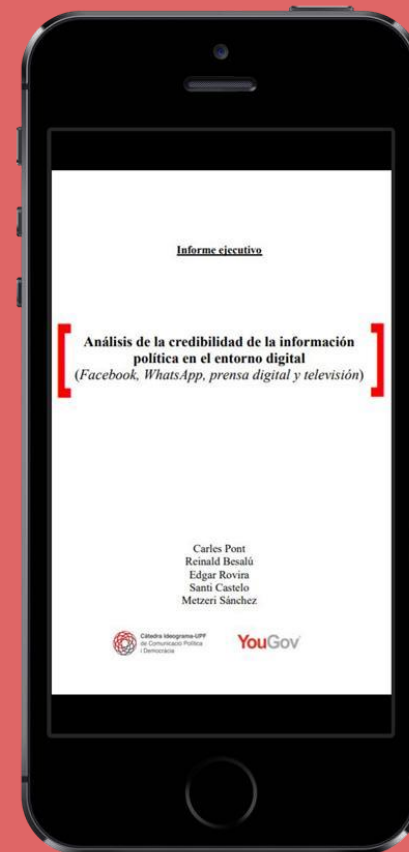 Informe ejecutivo
Análisis de la credibilidad de la información
política en el entorno digital
(Facebook, WhatsApp, prensa digital y televisión)
Carles Pont
Reinald Besalú
Edgar Rovira
Santi Castelo
Metzeri Sánchez
Càtedra Ideograma-UPF
de Comunicació Política
i Democràcia
YouGov